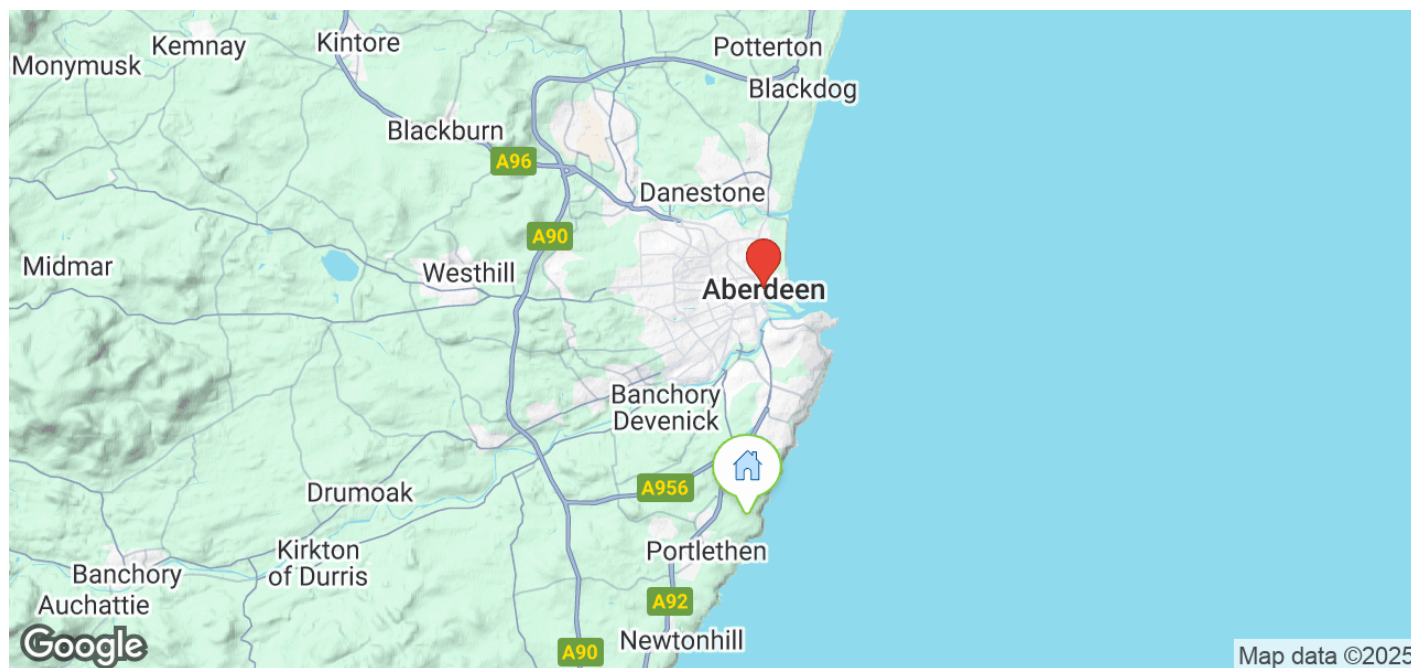 Kemnay
Kintore
Potterton
Monymusk
Blackdog
Blackburn
A96
Danestone
A90
Midmar
Westhill
Aberdeen
Banchory
Devenick
Drumoak
A956
Kirkton
of Durris
Portlethen
Banchory
Auchattie
A92
Newtonhill
A90
Google
Map data ©2025